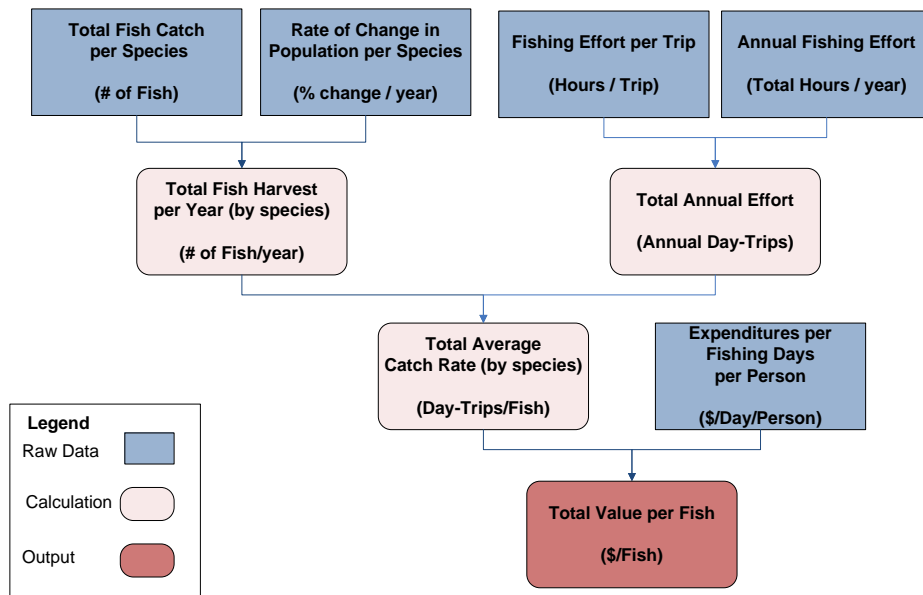 Total Fish Catch
per Species
(# of Fish)
Rate of Change in
Population per Species
(% change / year)
Fishing Effort per Trip
(Hours / Trip)
Annual Fishing Effort
(Total Hours / year)
Total Fish Harvest
per Year (by species)
(# of Fish/year)
Total Annual Effort
(Annual Day-Trips)
Total Average
Catch Rate (by species)
(Day-Trips/Fish)
Expenditures per
Fishing Days
per Person
($/Day/Person)
Legend
Raw Data
Calculation
Output
Total Value per Fish
($/Fish)